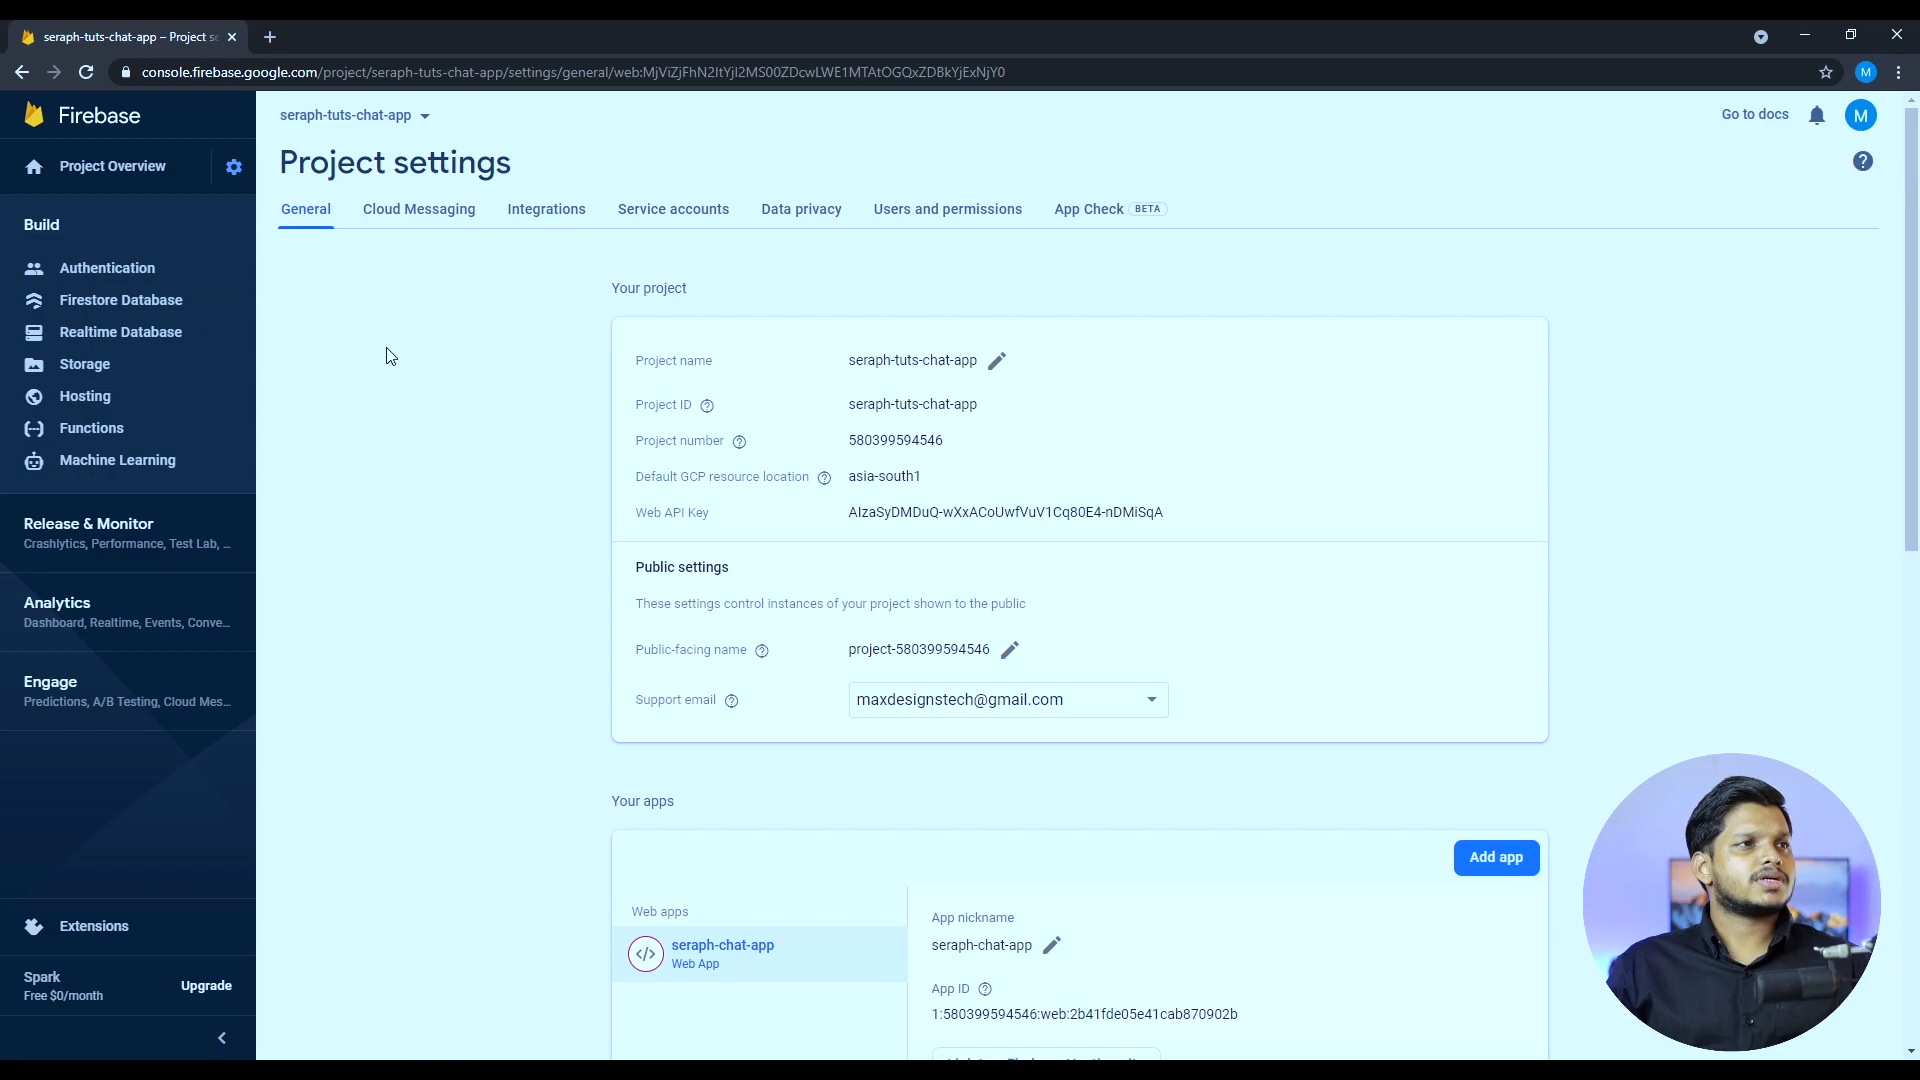 seraph-tuts-chat-app – Project se
console.firebase.google.com/project/seraph-tuts-chat-app/settings/general/web:MjViZjFhN2ItYjI2MS00ZDcwLWE1MTAtOGQxZDBkYjExNjY0
M
Firebase
seraph-tuts-chat-app
Go to docs
M
Project Overview
Project settings
General
Cloud Messaging
Integrations
Service accounts
Data privacy
Users and permissions
App Check BETA
Build
Authentication
Firestore Database
Realtime Database
Storage
Hosting
Functions
Machine Learning
Release & Monitor
Crashlytics, Performance, Test Lab, ...
Analytics
Dashboard, Realtime, Events, Conve...
Engage
Predictions, A/B Testing, Cloud Mes...
Extensions
Spark
Free $0/month
Upgrade
Your project
Project name seraph-tuts-chat-app
Project ID seraph-tuts-chat-app
Project number 580399594546
Default GCP resource location asia-south1
Web API Key AIzaSyDMDuQ-wXxACoUwfVuV1Cq80E4-nDMiSqA
Public settings
These settings control instances of your project shown to the public
Public-facing name project-580399594546
Support email maxdesignstech@gmail.com
Your apps
Add app
Web apps
seraph-chat-app
Web App
App nickname
seraph-chat-app
App ID
1:580399594546:web:2b41fde05e41cab870902b